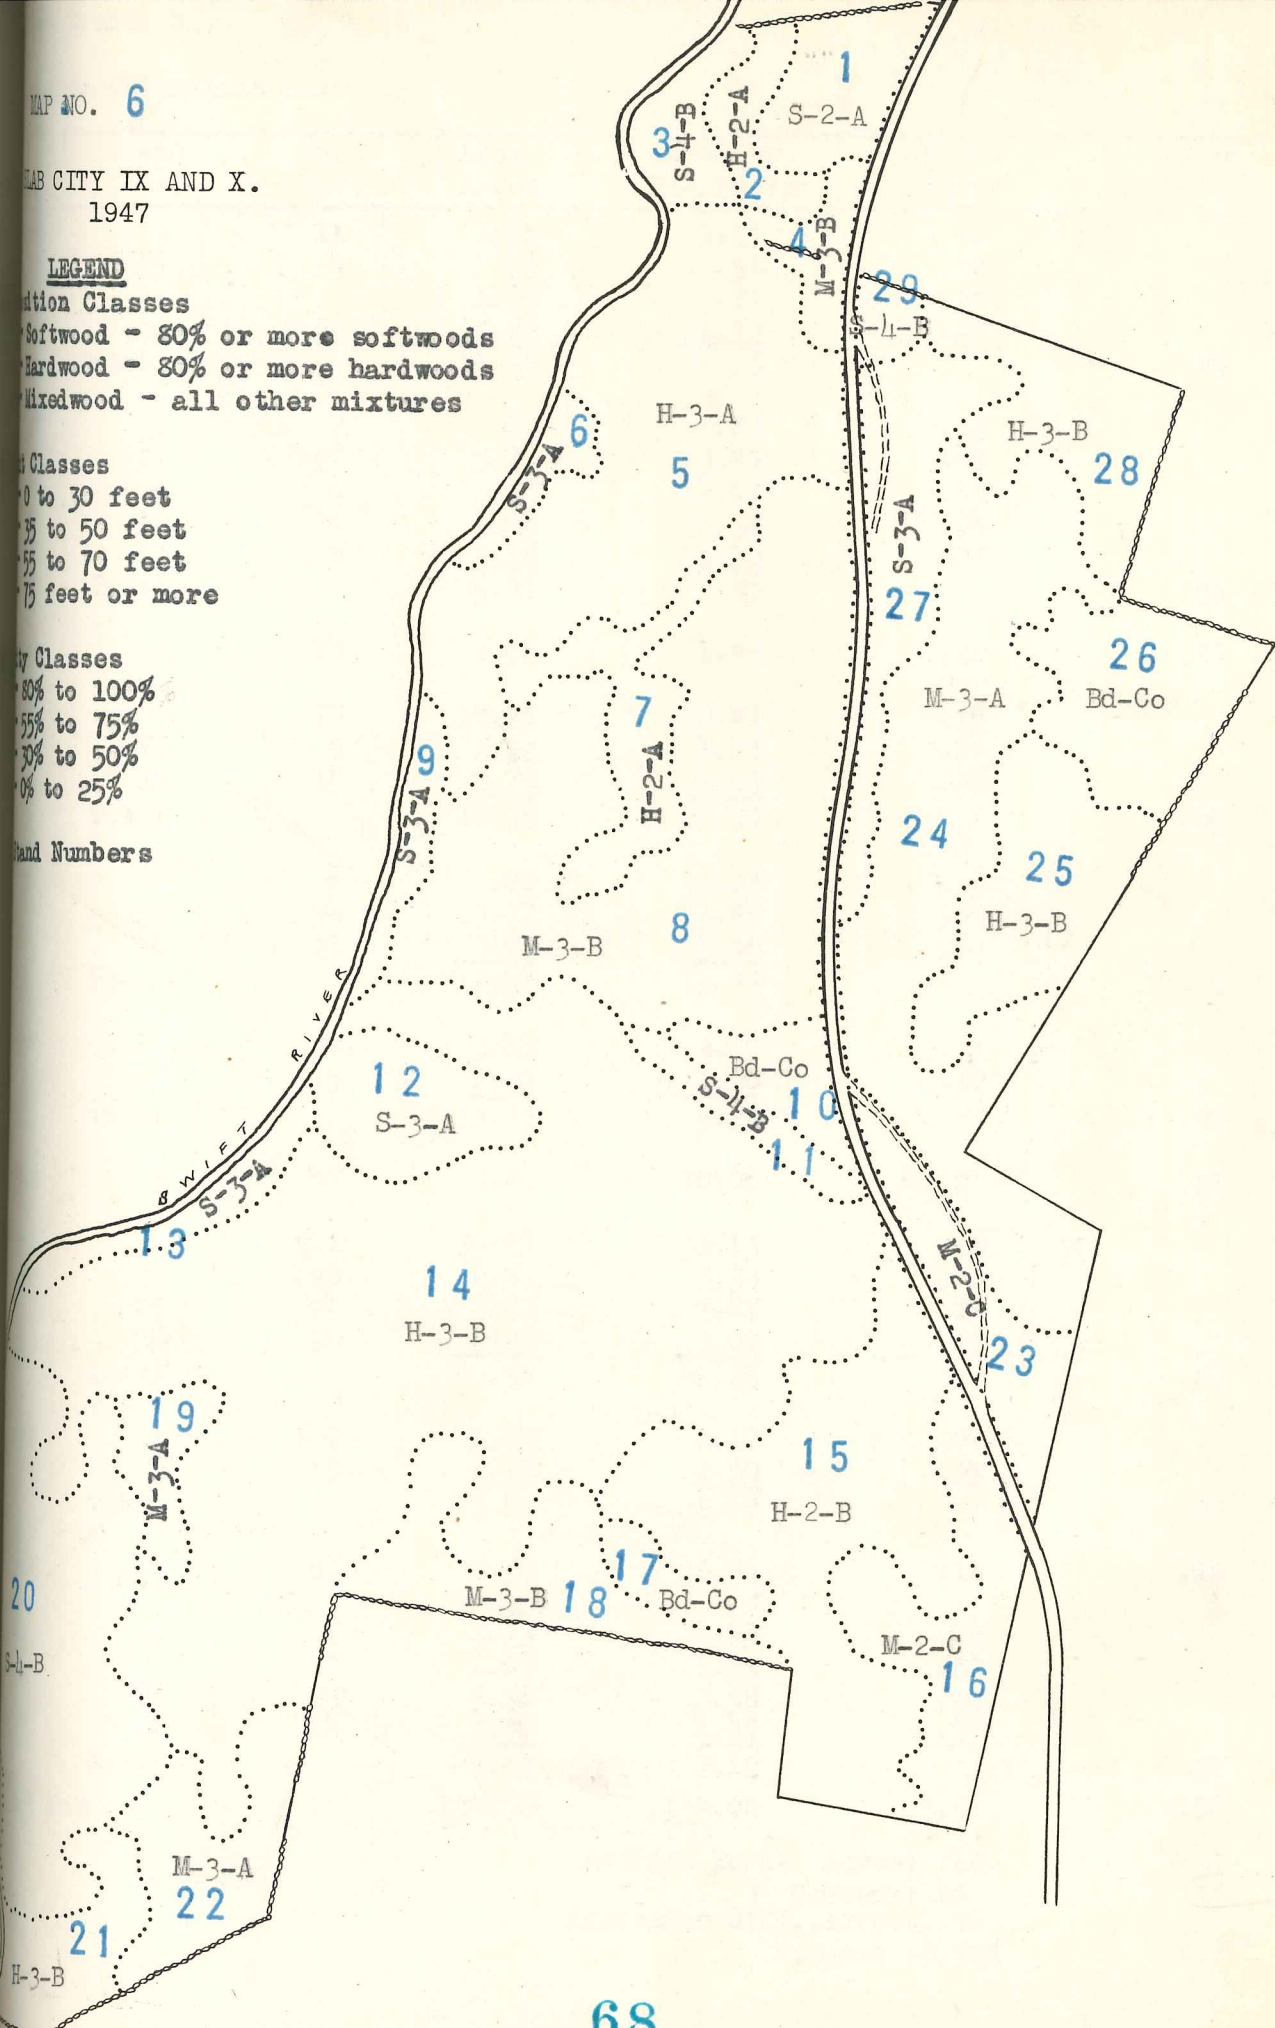 MAP NO. 6
CITY IX AND X.
1947
LEGEND
Classes
Softwood - 80% or more softwoods
Hardwood - 80% or more hardwoods
Mixedwood - all other mixtures
Classes
0 to 30 feet
35 to 50 feet
55 to 70 feet
75 feet or more
Classes
80% to 100%
55% to 75%
30% to 50%
0% to 25%
Stand Numbers
1
S-2-A
H-2-A
2
3
S-4-B
4
M-3-B
29
S-4-B
H-3-A
5
6
S-3-A
H-3-B
28
S-3-A
27
26
Bd-Co
M-3-A
24
25
H-3-B
7
H-2-A
9
S-3-A
8
M-3-B
SWIFT RIVER
12
S-3-A
Bd-Co
10
S-4-B
11
S-3-A
13
14
H-3-B
M-2-C
23
19
M-3-A
15
H-2-B
17
Bd-Co
M-3-B 18
20
S-4-B
M-2-C
16
M-3-A
22
21
H-3-B
68